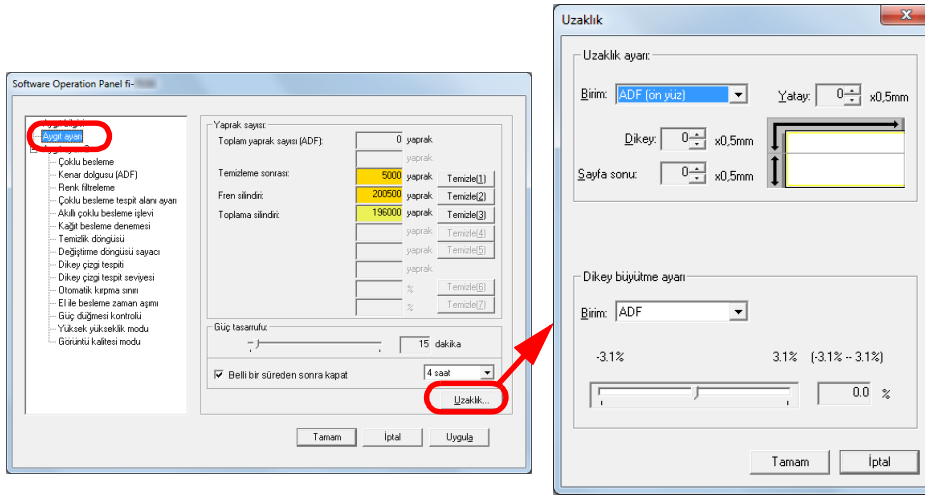 Software Operation Panel fi-
Aygıt ayarı
Çoklu besleme
Kenar dolgusu (ADF)
Renk filtreleme
Çoklu besleme tespit alanı ayarı
Akıllı çoklu besleme işlevi
Kağıt besleme denemesi
Temizlik döngüsü
Değiştirme döngüsü sayacı
Dikey çizgi tespiti
Dikey çizgi tespit seviyesi
Otomatik kırpma sınırı
El ile besleme zaman aşımı
Güç düğmesi kontrolü
Yüksek yükseklik modu
Görüntü kalitesi modu
Yaprak sayısı:
Toplam yaprak sayısı (ADF): 0 yaprak
yaprak
Temizleme sonrası: 5000 yaprak Temizle(1)
Fren silindiri: 200500 yaprak Temizle(2)
Toplama silindiri: 196000 yaprak Temizle(3)
yaprak Temizle(4)
yaprak Temizle(5)
yaprak
% Temizle(6)
% Temizle(7)
Güç tasarrufu:
15 dakika
Belli bir süreden sonra kapat 4 saat
Uzaklık...
Tamam İptal Uygula
Uzaklık
Uzaklık ayarı:
Birim: ADF (ön yüz) Yatay: 0 x0,5mm
Dikey: 0 x0,5mm
Sayfa sonu: 0 x0,5mm
Dikey büyütme ayarı
Birim: ADF
-3.1% 3.1% (-3.1% -- 3.1%)
0.0 %
Tamam İptal